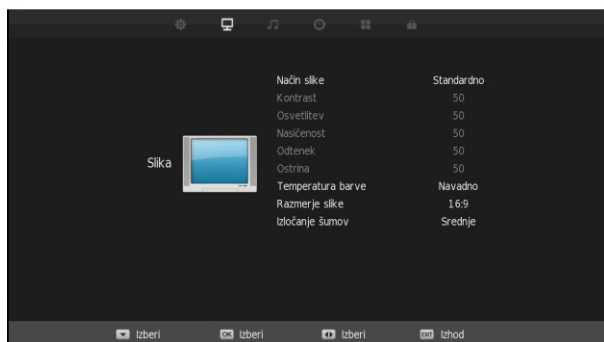 Način slike Standardno
Kontrast 50
Osvetlitev 50
Nasičenost 50
Odtenek 50
Slika
Ostrina 50
Temperatura barve Navadno
Razmerje slike 16:9
Izločanje šumov Srednje
Izberi OK Izberi Izberi EXIT Izhod